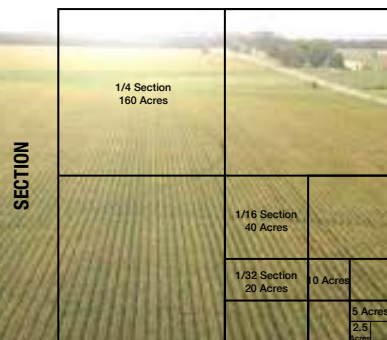 SECTION
1/4 Section
160 Acres
1/16 Section
40 Acres
1/32 Section
20 Acres
10 Acres
5 Acres
2.5
Acres